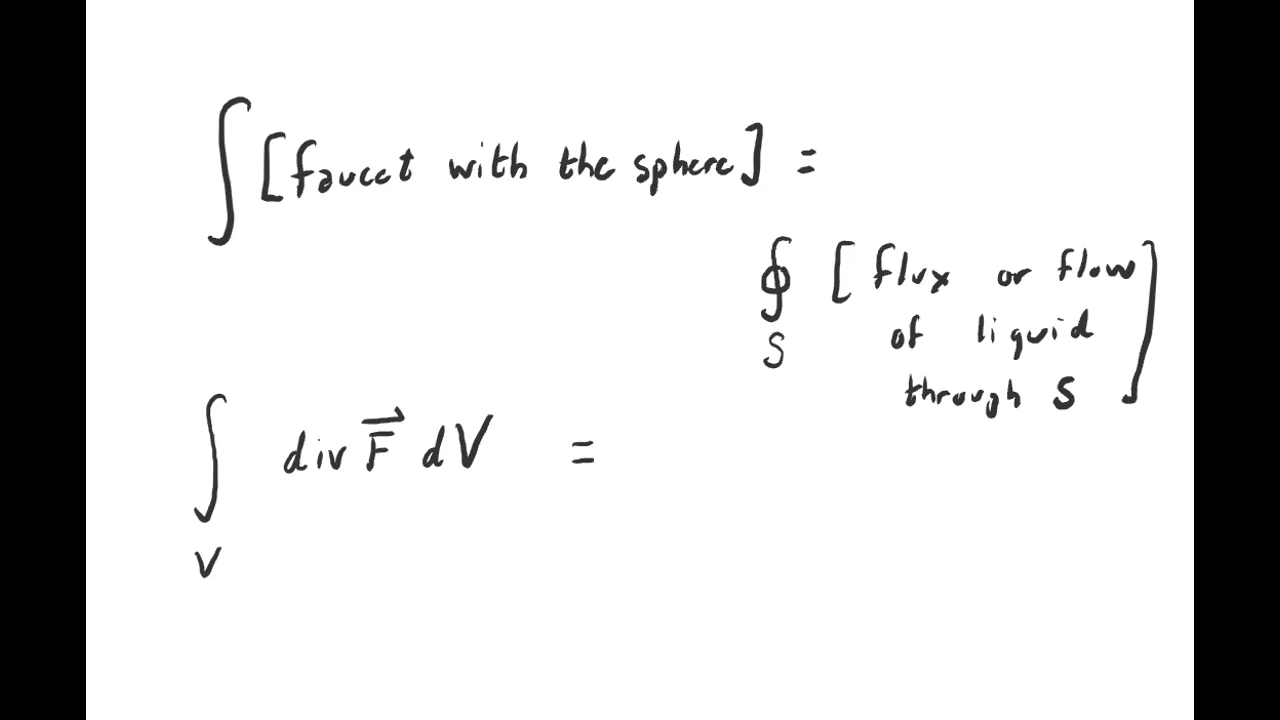 ∫ [faucet with the sphere] =
∮ [flux or flow
S
of liquid
through S]
∫ div F⃗ dV =
V